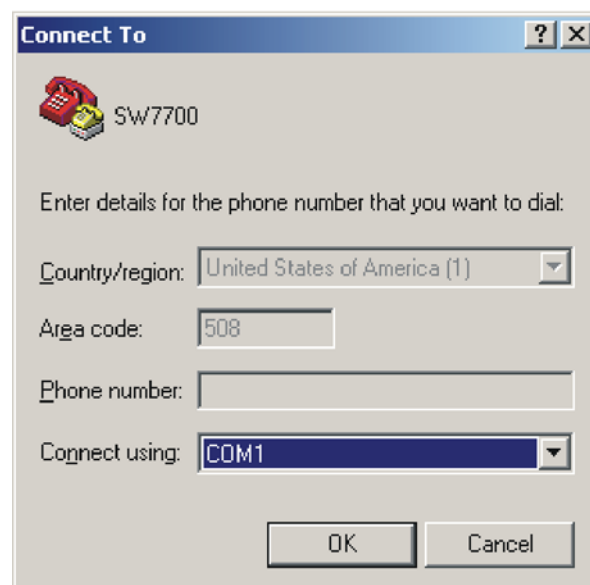 Connect To
SW7700
Enter details for the phone number that you want to dial:
Country/region: United States of America (1)
Area code: 508
Phone number:
Connect using: COM1
OK Cancel